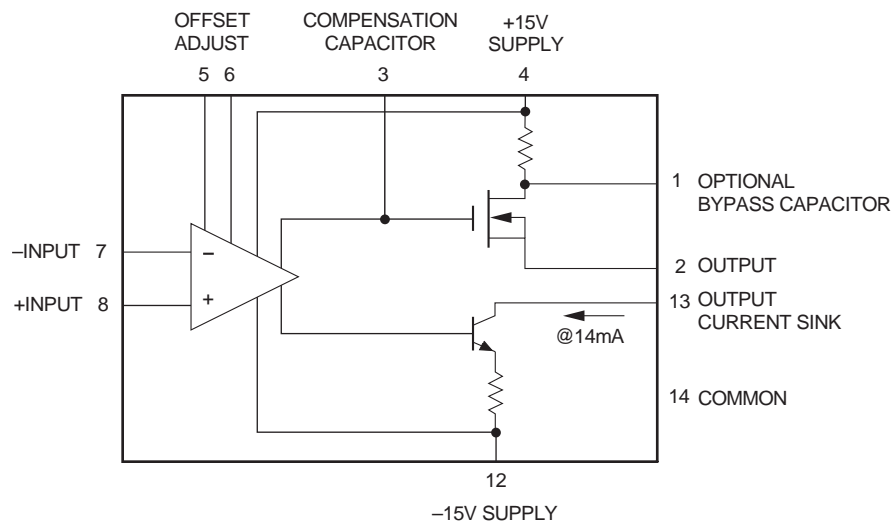 OFFSET
ADJUST
5 6
COMPENSATION
CAPACITOR
3
+15V
SUPPLY
4
1 OPTIONAL
BYPASS CAPACITOR
–INPUT 7
–
2 OUTPUT
+INPUT 8
+
13 OUTPUT
CURRENT SINK
@14mA
14 COMMON
12
–15V SUPPLY